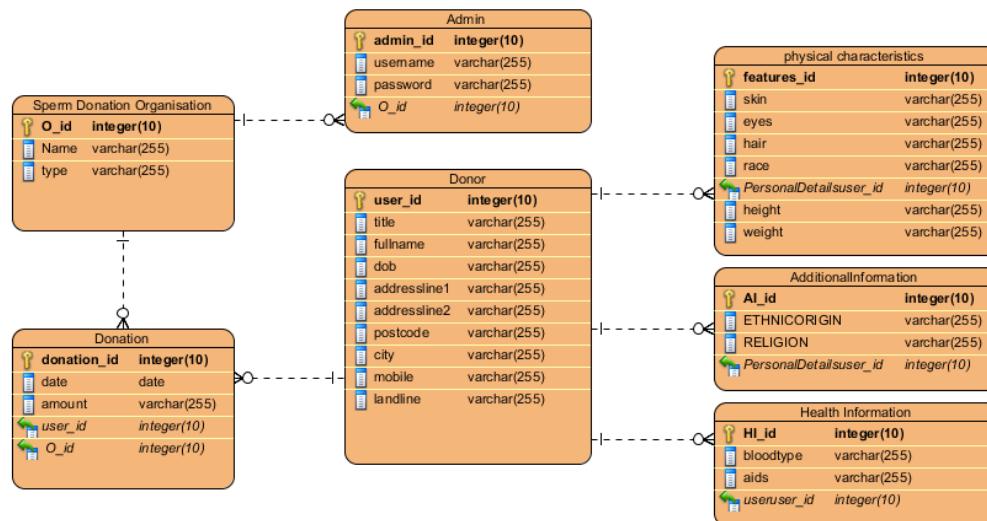 Admin
admin_id integer(10)
username varchar(255)
password varchar(255)
O_id integer(10)
Sperm Donation Organisation
O_id integer(10)
Name varchar(255)
type varchar(255)
physical characteristics
features_id integer(10)
skin varchar(255)
eyes varchar(255)
hair varchar(255)
race varchar(255)
PersonalDetailsuser_id integer(10)
height varchar(255)
weight varchar(255)
Donor
user_id integer(10)
title varchar(255)
fullname varchar(255)
dob varchar(255)
addressline1 varchar(255)
addressline2 varchar(255)
postcode varchar(255)
city varchar(255)
mobile varchar(255)
landline varchar(255)
AdditionalInformation
AI_id integer(10)
ETHNICORIGIN varchar(255)
RELIGION varchar(255)
PersonalDetailsuser_id integer(10)
Donation
donation_id integer(10)
date date
amount varchar(255)
user_id integer(10)
O_id integer(10)
Health Information
HI_id integer(10)
bloodtype varchar(255)
aids varchar(255)
useruser_id integer(10)